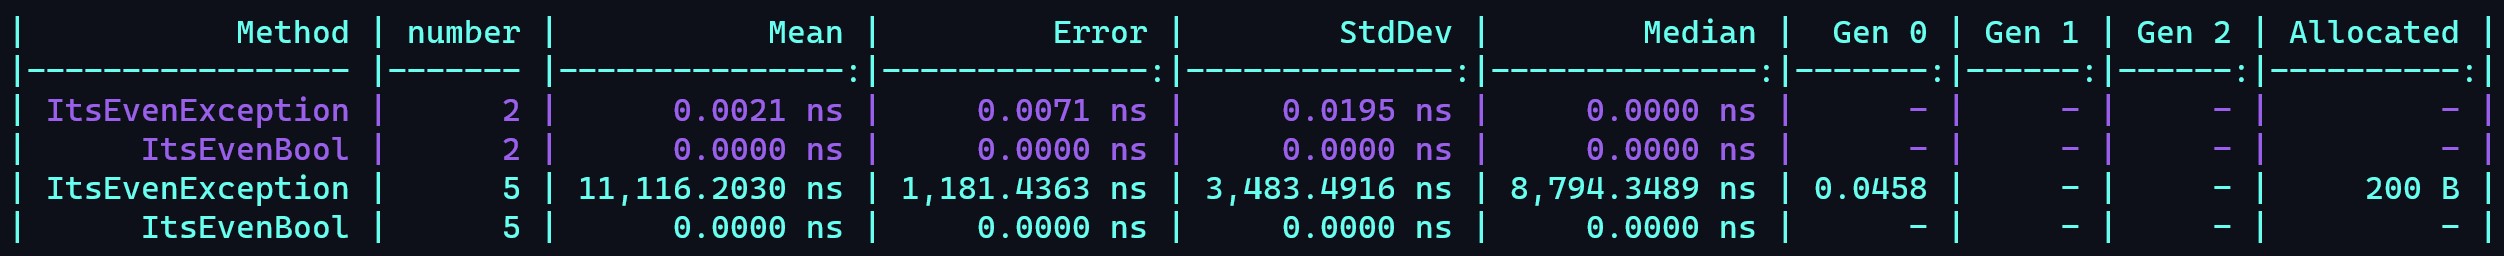 |          Method | number |           Mean |         Error |        StdDev |        Median |  Gen 0 | Gen 1 | Gen 2 | Allocated |
|---------------- |------- |---------------:|--------------:|--------------:|--------------:|-------:|------:|------:|----------:|
| ItsEvenException |      2 |      0.0021 ns |     0.0071 ns |     0.0195 ns |     0.0000 ns |      - |     - |     - |         - |
|     ItsEvenBool |      2 |      0.0000 ns |     0.0000 ns |     0.0000 ns |     0.0000 ns |      - |     - |     - |         - |
| ItsEvenException |      5 | 11,116.2030 ns | 1,181.4363 ns | 3,483.4916 ns | 8,794.3489 ns | 0.0458 |     - |     - |     200 B |
|     ItsEvenBool |      5 |      0.0000 ns |     0.0000 ns |     0.0000 ns |     0.0000 ns |      - |     - |     - |         - |